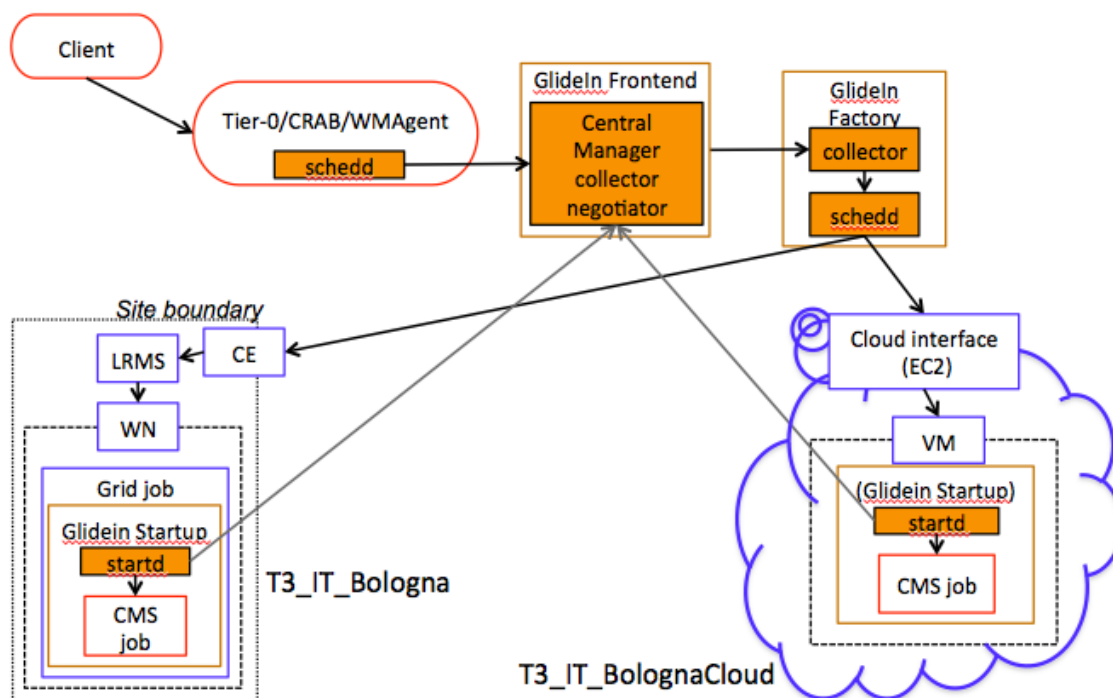 Client
Tier-0/CRAB/WMAgent
schedd
GlideIn Frontend
Central
Manager
collector
negotiator
GlideIn
Factory
collector
schedd
Site boundary
LRMS
CE
WN
Grid job
Glidein Startup
startd
CMS
job
T3_IT_Bologna
Cloud interface
(EC2)
VM
(Glidein Startup)
startd
CMS job
T3_IT_BolognaCloud